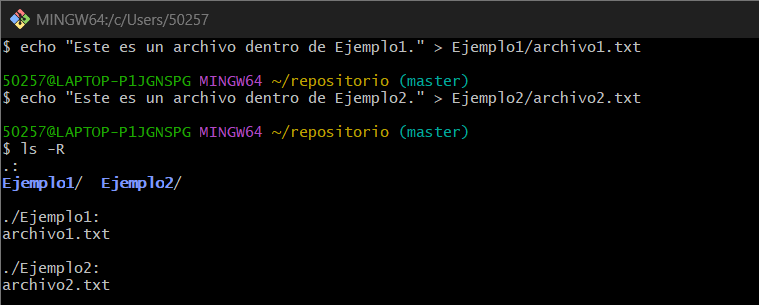 MINGW64:/c/Users/50257
$ echo "Este es un archivo dentro de Ejemplo1." > Ejemplo1/archivo1.txt
50257@LAPTOP-P1JGNSPG MINGW64 ~/repositorio (master)
$ echo "Este es un archivo dentro de Ejemplo2." > Ejemplo2/archivo2.txt
50257@LAPTOP-P1JGNSPG MINGW64 ~/repositorio (master)
$ ls -R
.:
Ejemplo1/  Ejemplo2/
./Ejemplo1:
archivo1.txt
./Ejemplo2:
archivo2.txt